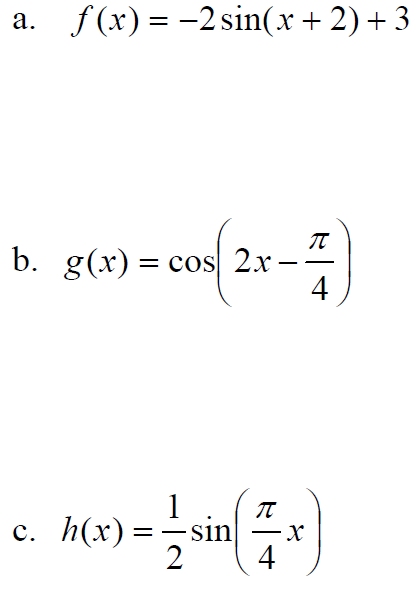 a. f(x) = −2 sin(x + 2) + 3
b. g(x) = cos(2x − π/4)
c. h(x) = 1/2 sin(π/4 x)